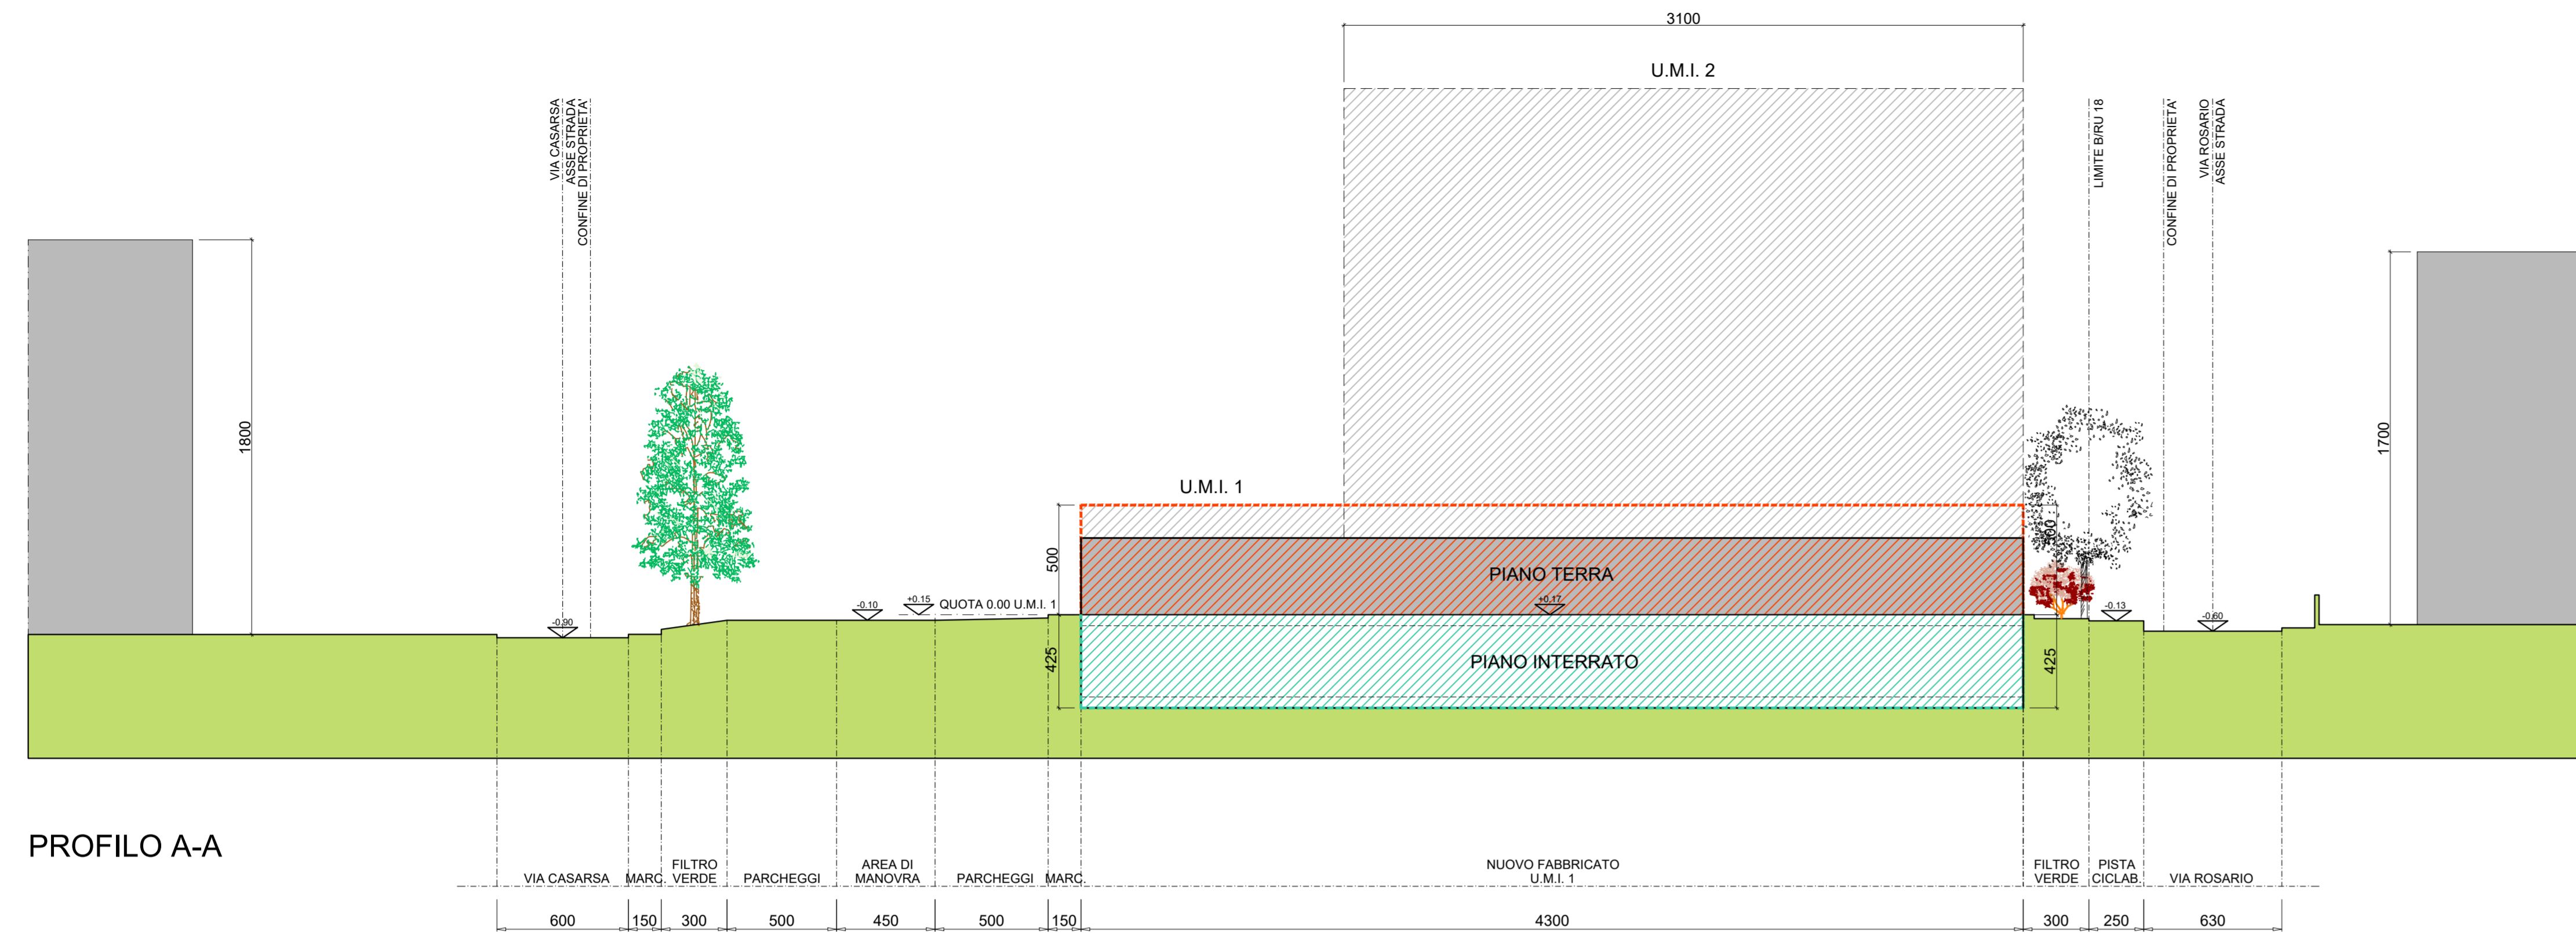 3100
U.M.I. 2
VIA CASARSA
ASSE STRADA
CONFINE DI PROPRIETA'
LIMITE B/RU 18
CONFINE DI PROPRIETA'
VIA ROSARIO
ASSE STRADA
1800
1700
U.M.I. 1
500
500
PIANO TERRA
-0.90
-0.10
+0.15
QUOTA 0.00 U.M.I. 1
+0.17
-0.13
-0.60
425
PIANO INTERRATO
425
PROFILO A-A
VIA CASARSA
MARC.
FILTRO
VERDE
PARCHEGGI
AREA DI
MANOVRA
PARCHEGGI
MARC.
NUOVO FABBRICATO
U.M.I. 1
FILTRO
VERDE
PISTA
CICLAB.
VIA ROSARIO
600
150
300
500
450
500
150
4300
300
250
630